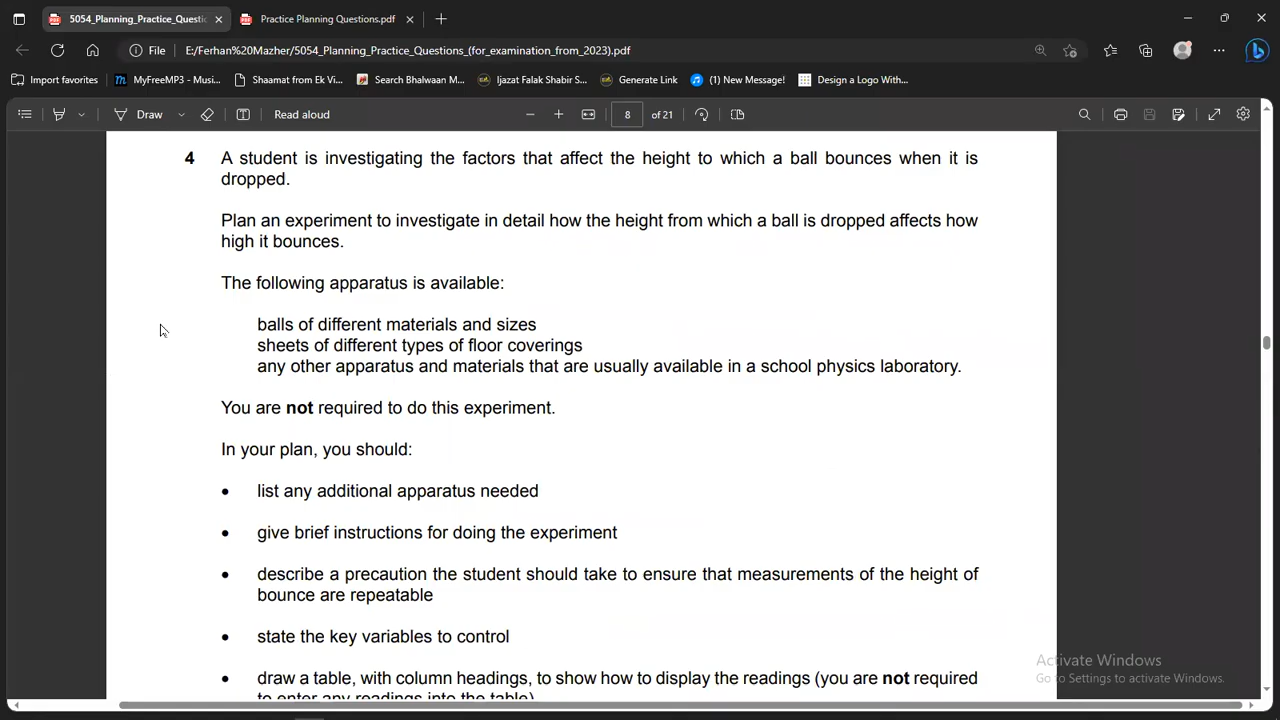 5054_Planning_Practice_Questic
Practice Planning Questions.pdf
File
E:/Ferhan%20Mazher/5054_Planning_Practice_Questions_(for_examination_from_2023).pdf
Import favorites
MyFreeMP3 - Musi...
Shaamat from Ek Vi...
Search Bhalwaan M...
Ijazat Falak Shabir S...
Generate Link
(1) New Message!
Design a Logo With...
Draw
Read aloud
8 of 21
4 A student is investigating the factors that affect the height to which a ball bounces when it is
dropped.
Plan an experiment to investigate in detail how the height from which a ball is dropped affects how
high it bounces.
The following apparatus is available:
balls of different materials and sizes
sheets of different types of floor coverings
any other apparatus and materials that are usually available in a school physics laboratory.
You are not required to do this experiment.
In your plan, you should:
• list any additional apparatus needed
• give brief instructions for doing the experiment
• describe a precaution the student should take to ensure that measurements of the height of
bounce are repeatable
• state the key variables to control
• draw a table, with column headings, to show how to display the readings (you are not required
to enter any readings into the table)
Activate Windows
Go to Settings to activate Windows.